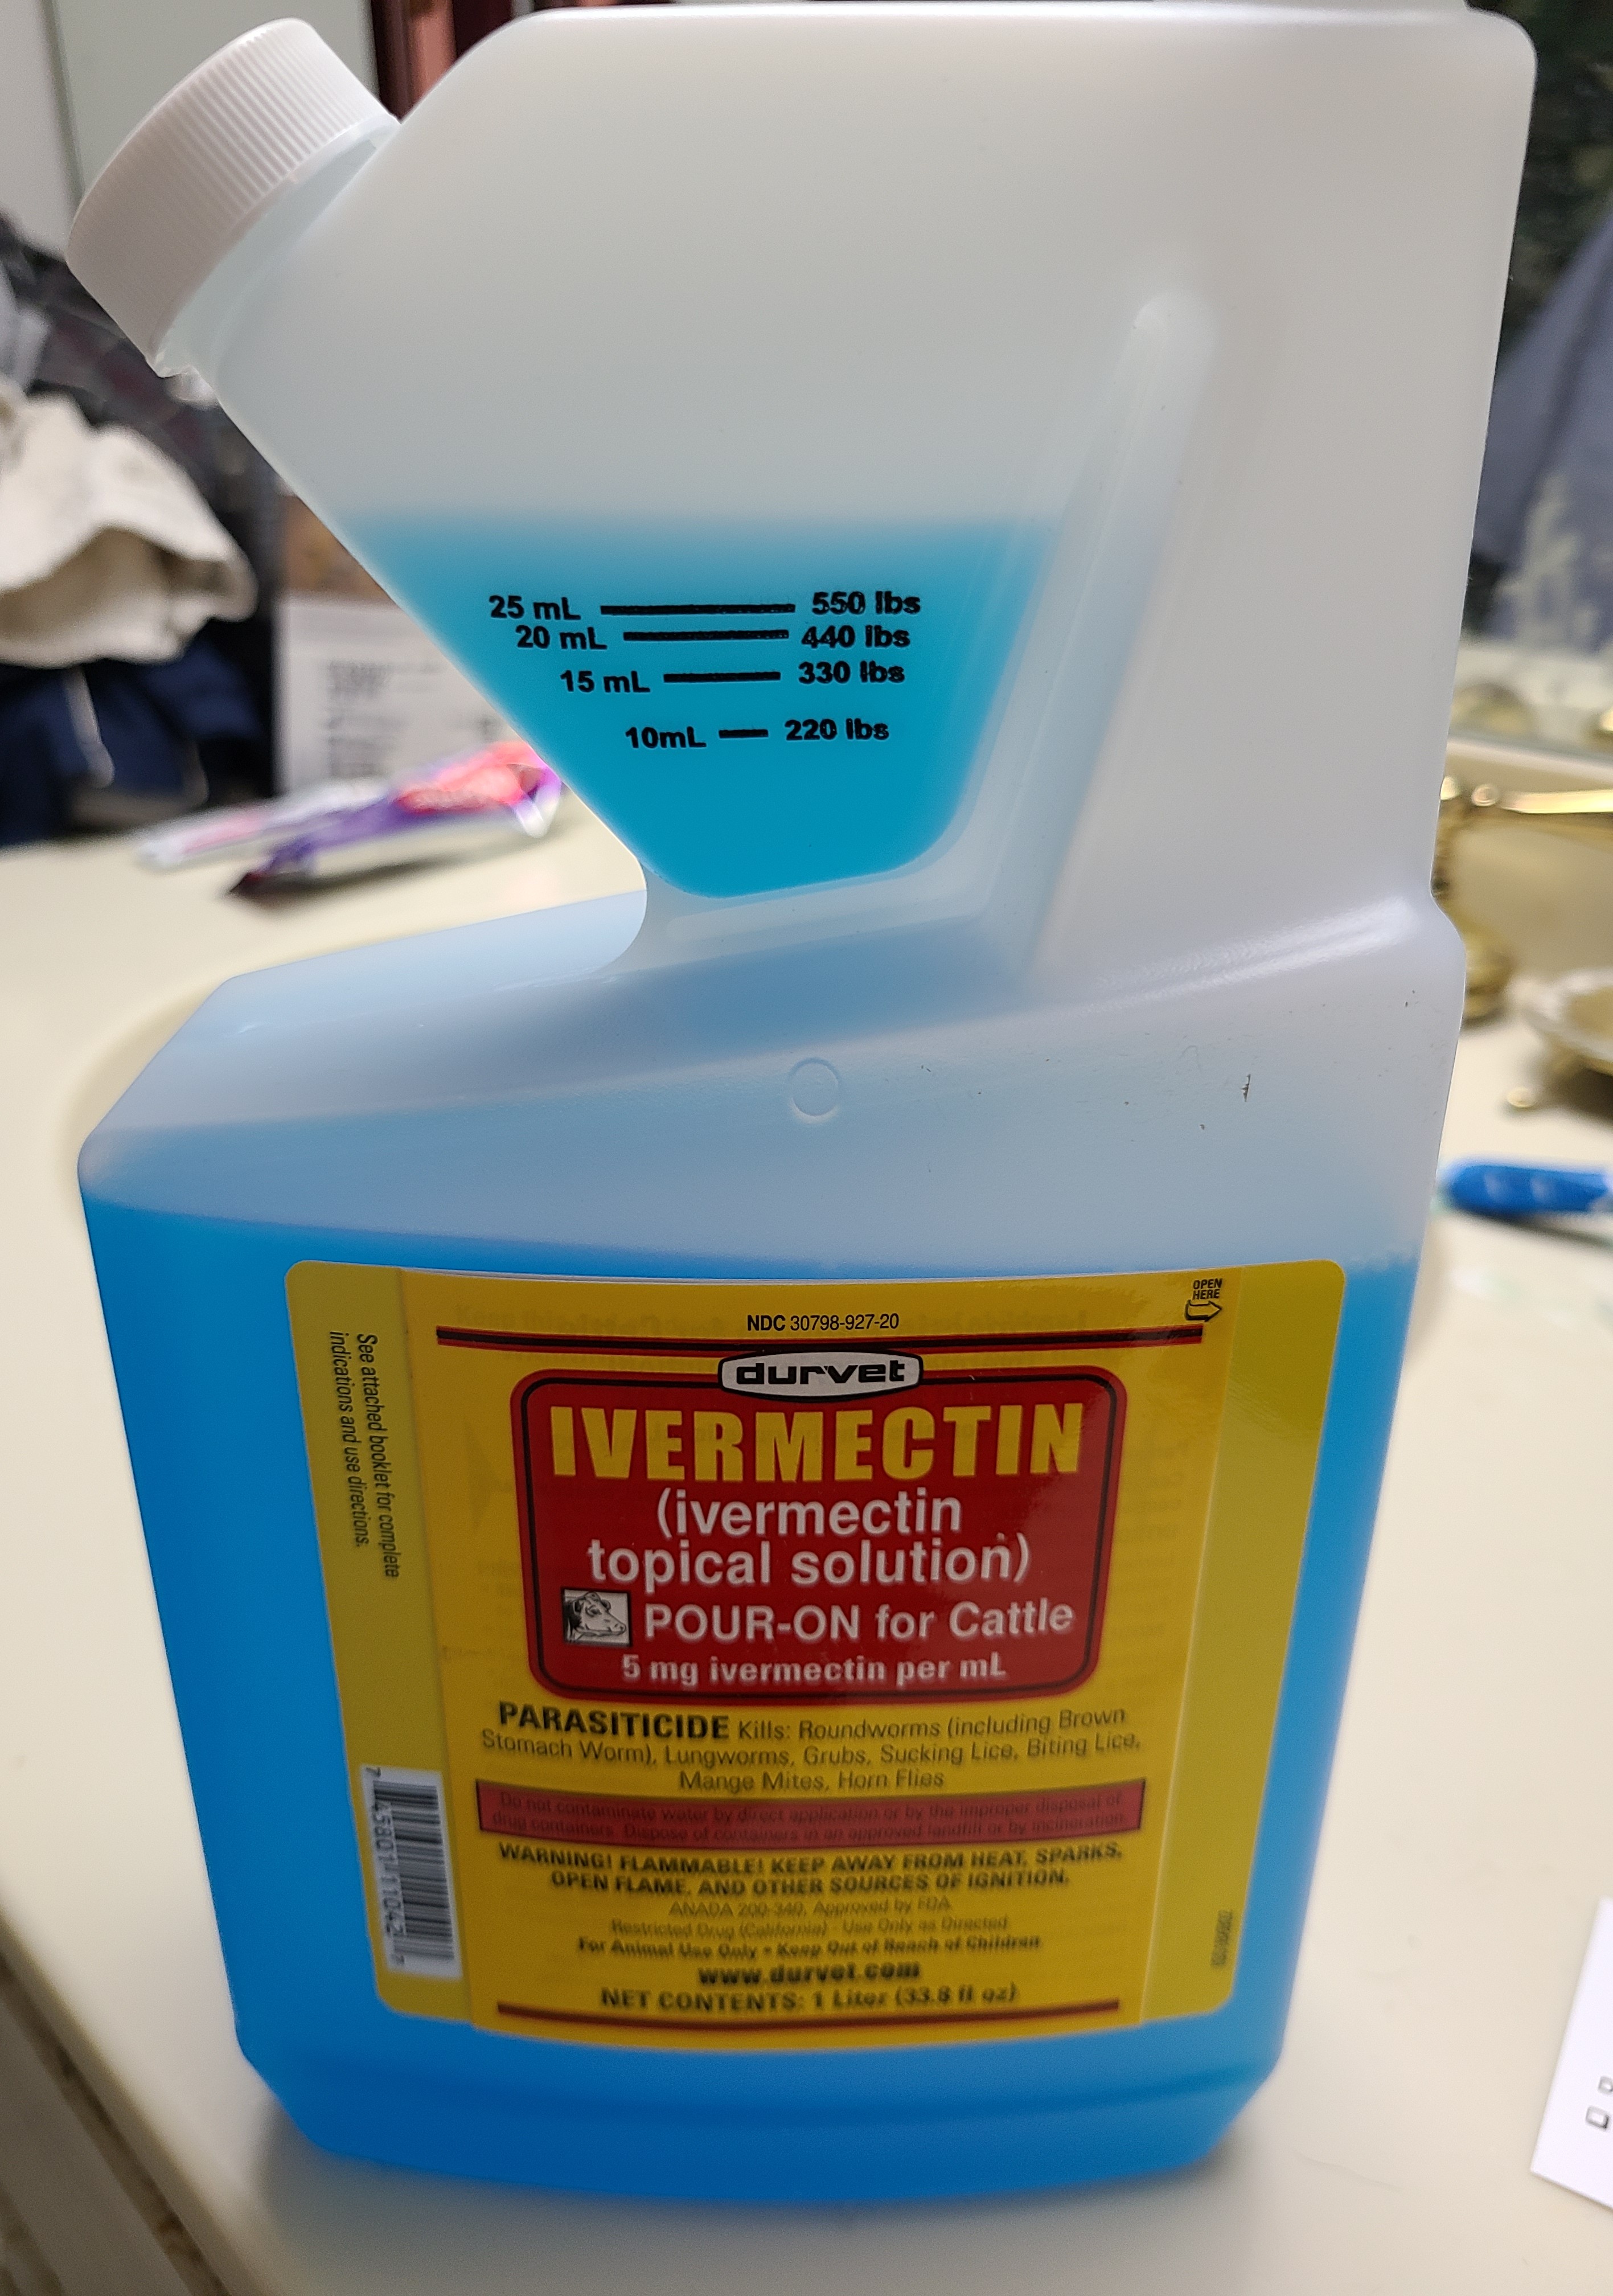 25 mL 550 lbs
20 mL 440 lbs
15 mL 330 lbs
10mL 220 lbs
OPEN
HERE
NDC 30798-927-20
durvet
IVERMECTIN
(ivermectin
topical solution)
POUR-ON for Cattle
5 mg ivermectin per mL
PARASITICIDE Kills: Roundworms (including Brown
Stomach Worm), Lungworms, Grubs, Sucking Lice, Biting Lice,
Mange Mites, Horn Flies
Do not contaminate water by direct application or by the improper disposal of
drug containers. Dispose of containers in an approved landfill or by incineration.
WARNING! FLAMMABLE! KEEP AWAY FROM HEAT, SPARKS,
OPEN FLAME, AND OTHER SOURCES OF IGNITION.
ANADA 200-340, Approved by FDA
Restricted Drug (California) - Use Only as Directed
For Animal Use Only • Keep Out of Reach of Children
www.durvet.com
NET CONTENTS: 1 Liter (33.8 fl oz)
See attached booklet for complete
indications and use directions.